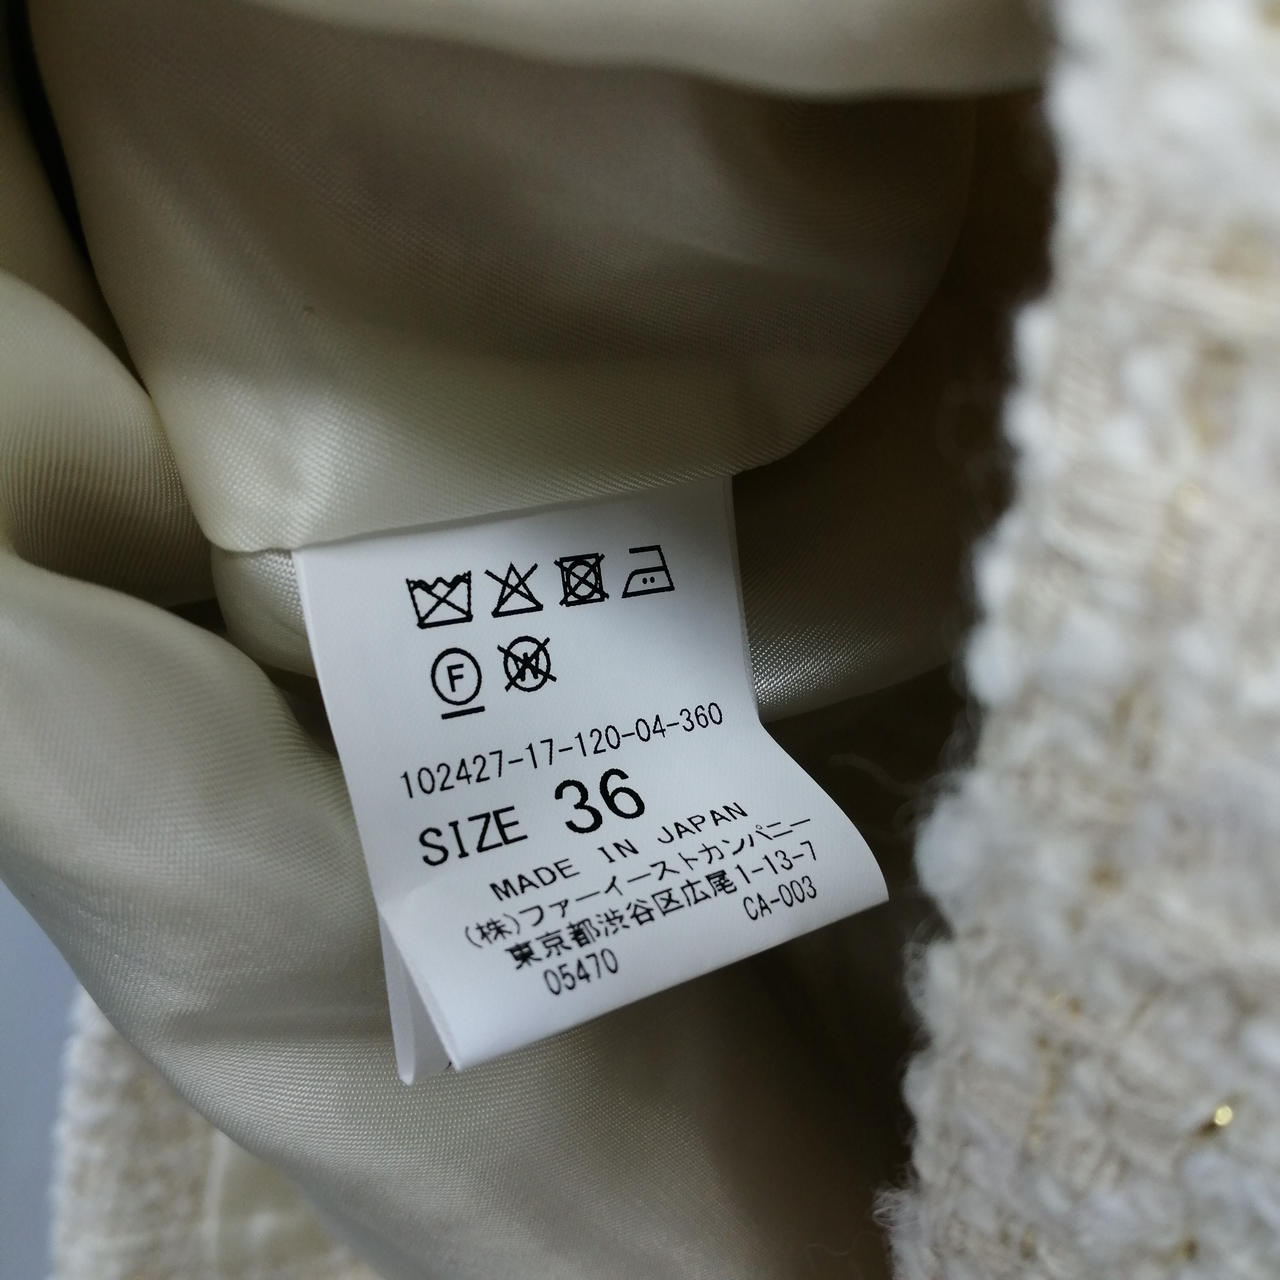 F W
102427-17-120-04-360
SIZE 36
MADE IN JAPAN
(株)ファーイーストカンパニー
東京都渋谷区広尾1-13-7
05470 CA-003